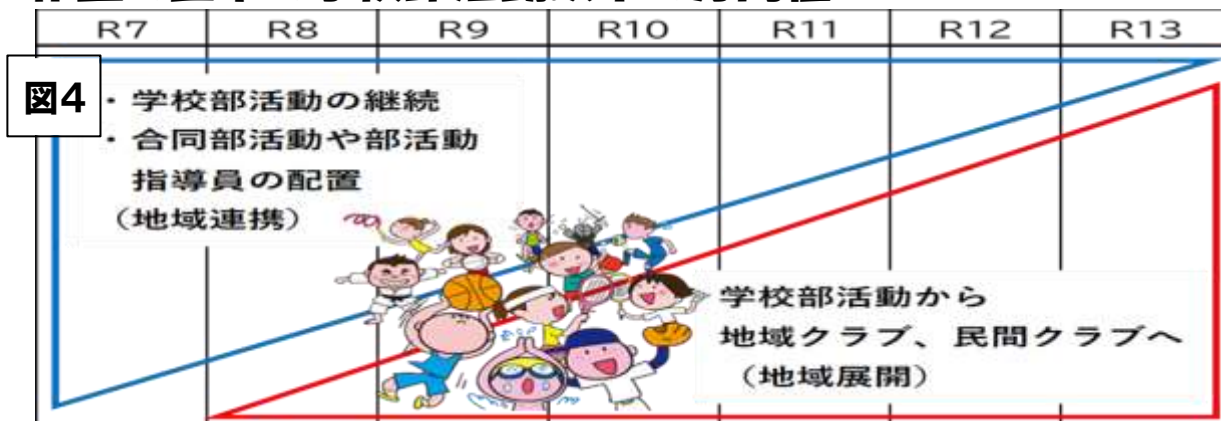 R7 R8 R9 R10 R11 R12 R13
図4
・学校部活動の継続
・合同部活動や部活動
指導員の配置
（地域連携）
学校部活動から
地域クラブ、民間クラブへ
（地域展開）